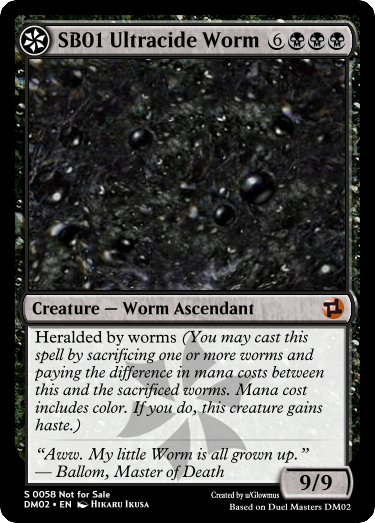 SB01 Ultracide Worm 6
Creature — Worm Ascendant
Heralded by worms (You may cast this
spell by sacrificing one or more worms and
paying the difference in mana costs between
this and the sacrificed worms. Mana cost
includes color. If you do, this creature gains
haste.)
“Aww. My little Worm is all grown up.”
— Ballom, Master of Death
9/9
S 0058 Not for Sale
DM02 • EN Hikaru Ikusa
Created by u/Glowmus
Based on Duel Masters DM02